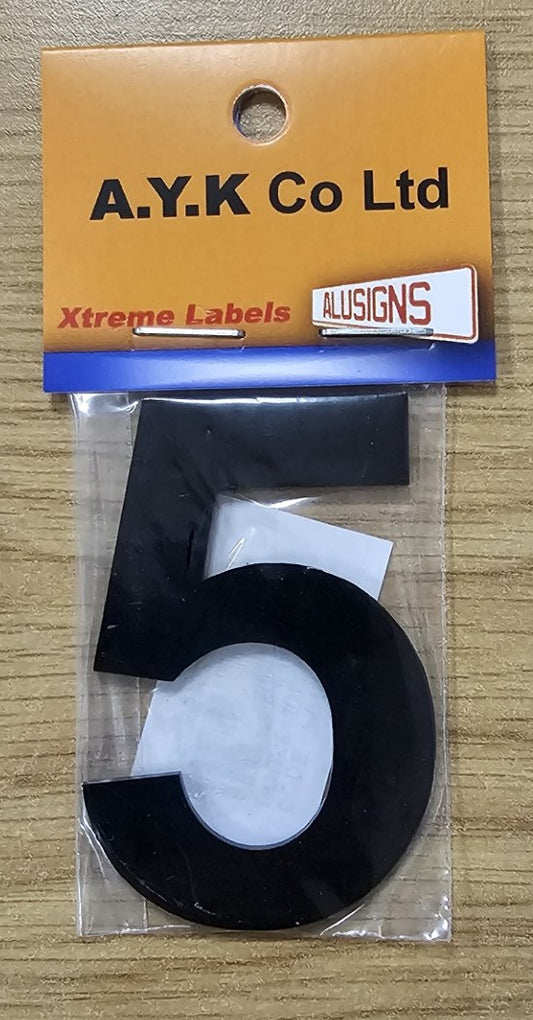 A.Y.K Co Ltd
Xtreme Labels
ALUSIGNS
5